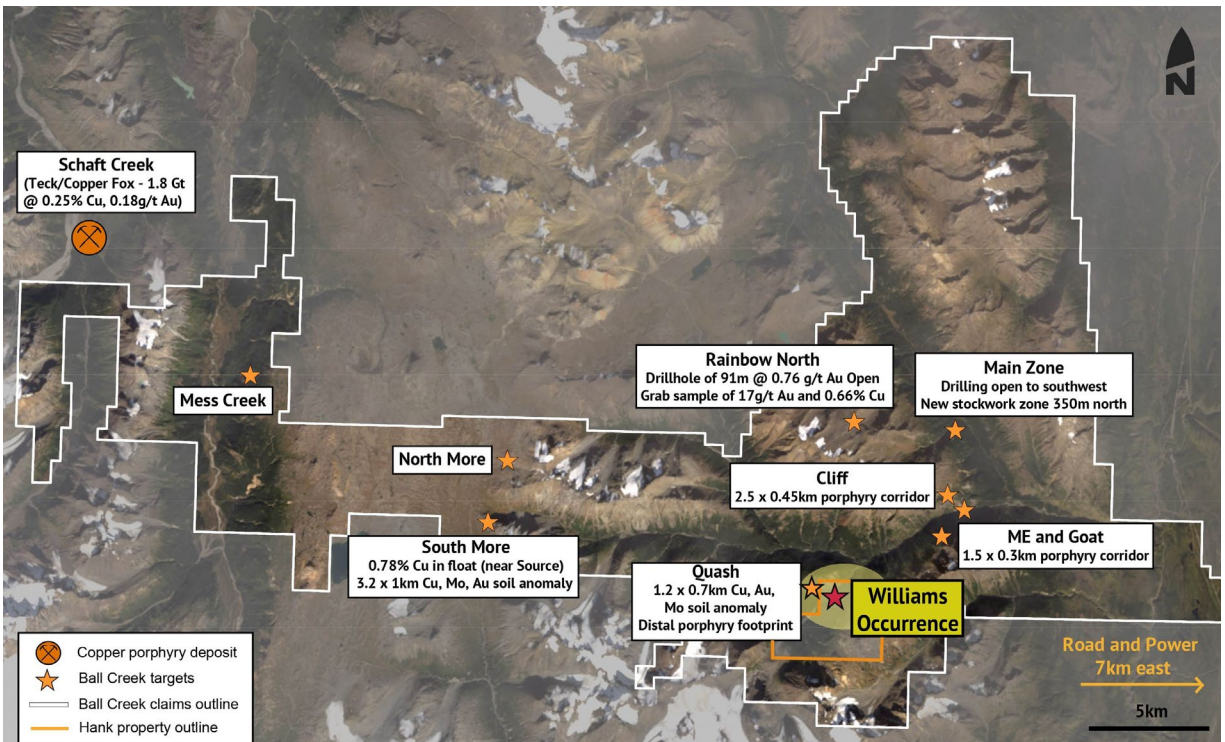 N
Schaft Creek
(Teck/Copper Fox - 1.8 Gt
@ 0.25% Cu, 0.18g/t Au)
Mess Creek
Rainbow North
Drillhole of 91m @ 0.76 g/t Au Open
Grab sample of 17g/t Au and 0.66% Cu
Main Zone
Drilling open to southwest
New stockwork zone 350m north
North More
Cliff
2.5 x 0.45km porphyry corridor
South More
0.78% Cu in float (near Source)
3.2 x 1km Cu, Mo, Au soil anomaly
ME and Goat
1.5 x 0.3km porphyry corridor
Quash
1.2 x 0.7km Cu, Au,
Mo soil anomaly
Distal porphyry footprint
Williams
Occurrence
Road and Power
7km east
5km
Copper porphyry deposit
Ball Creek targets
Ball Creek claims outline
Hank property outline